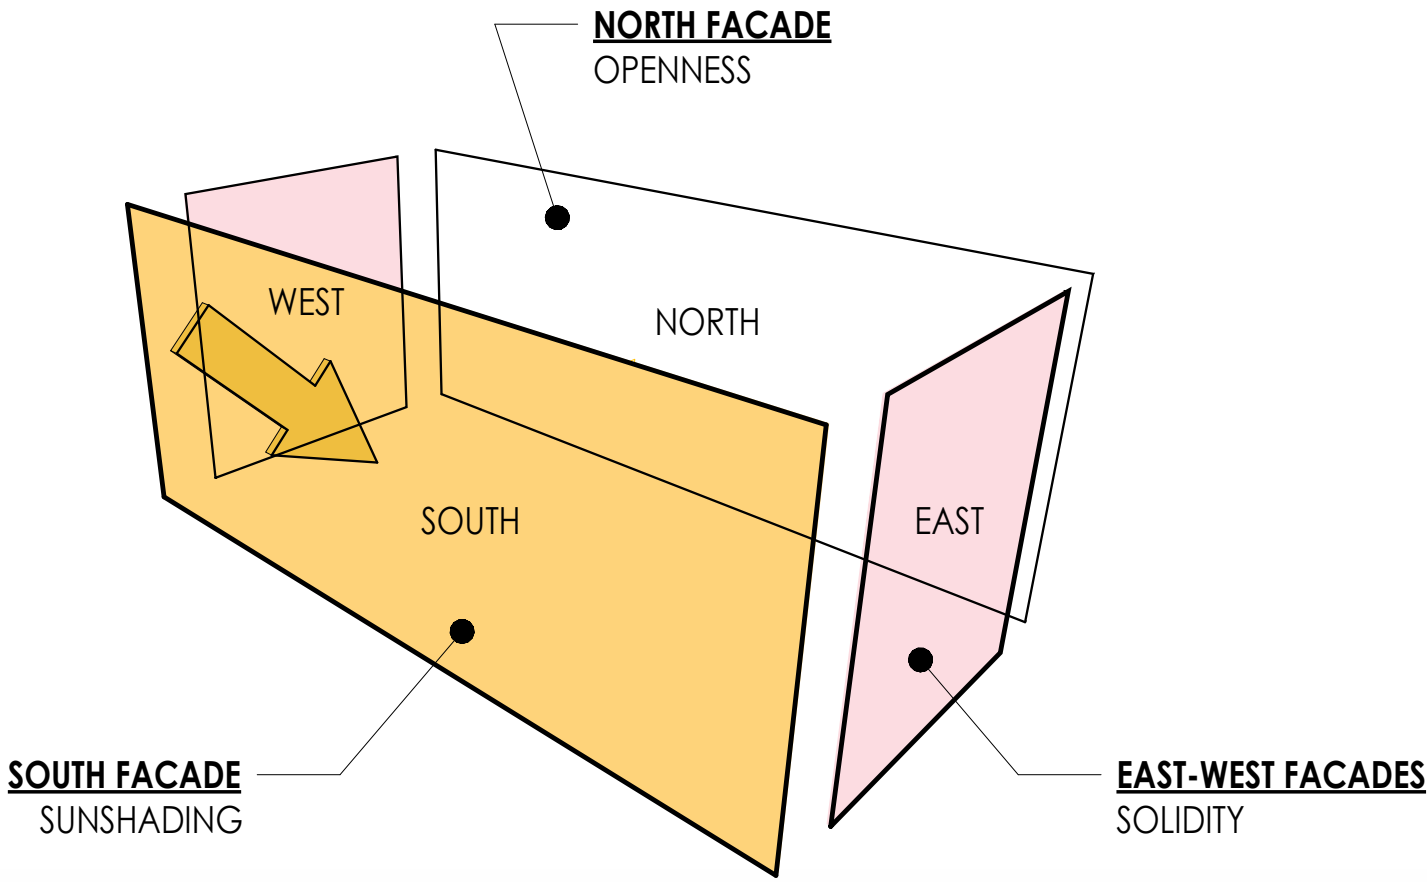 NORTH FACADE
OPENNESS
WEST
NORTH
SOUTH
EAST
SOUTH FACADE
SUNSHADING
EAST-WEST FACADES
SOLIDITY